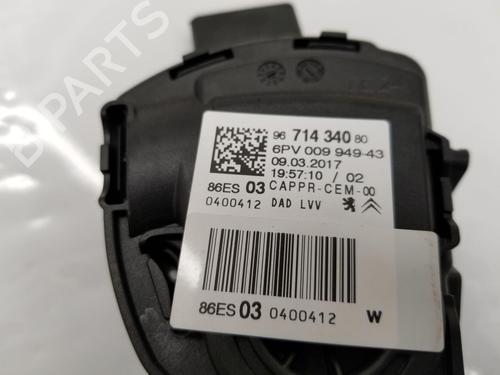 96 714 340 80
6PV 009 949-43
09.03.2017
19:57:10 / 02
86ES 03 CAPPR-CEM-00
0400412 DAD LVV
86ES 03 0400412 W